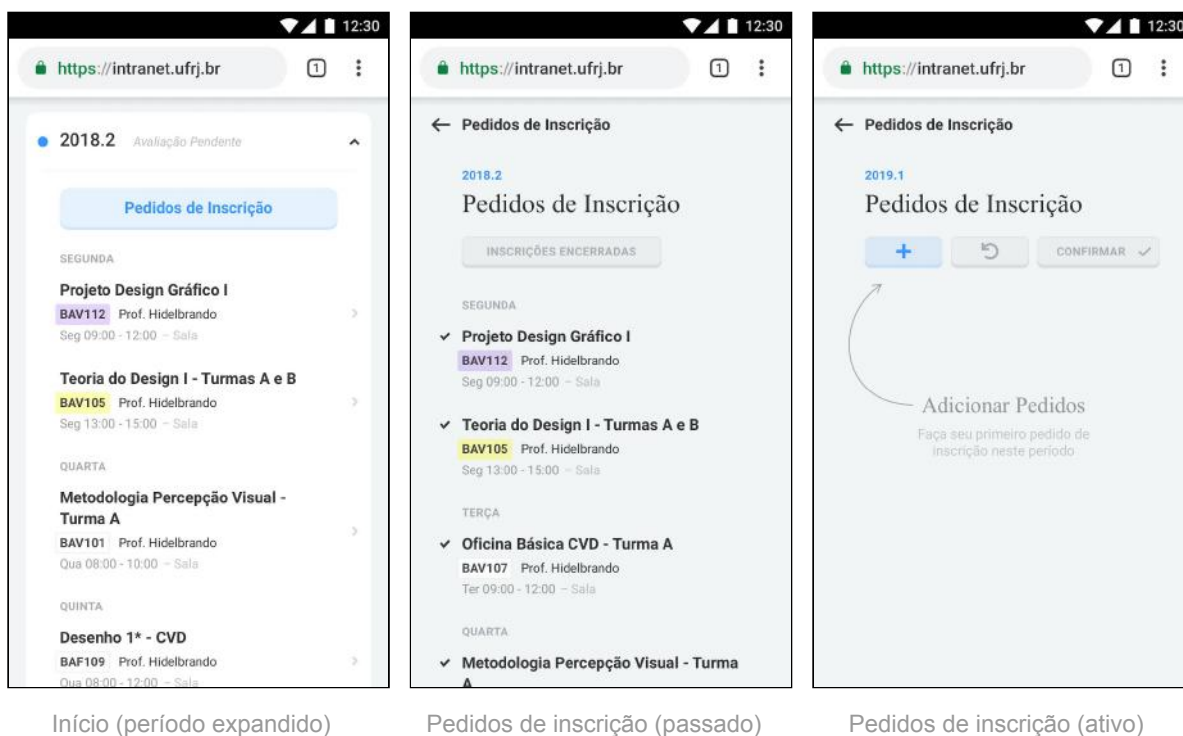 12:30
https://intranet.ufrj.br
1
2018.2 Avaliação Pendente
Pedidos de Inscrição
SEGUNDA
Projeto Design Gráfico I
BAV112 Prof. Hidelbrando
Seg 09:00 - 12:00 – Sala
Teoria do Design I - Turmas A e B
BAV105 Prof. Hidelbrando
Seg 13:00 - 15:00 – Sala
QUARTA
Metodologia Percepção Visual -
Turma A
BAV101 Prof. Hidelbrando
Qua 08:00 - 10:00 – Sala
QUINTA
Desenho 1* - CVD
BAF109 Prof. Hidelbrando
Qua 08:00 - 12:00 – Sala
Início (período expandido)
12:30
https://intranet.ufrj.br
1
Pedidos de Inscrição
2018.2
Pedidos de Inscrição
INSCRIÇÕES ENCERRADAS
SEGUNDA
Projeto Design Gráfico I
BAV112 Prof. Hidelbrando
Seg 09:00 - 12:00 – Sala
Teoria do Design I - Turmas A e B
BAV105 Prof. Hidelbrando
Seg 13:00 - 15:00 – Sala
TERÇA
Oficina Básica CVD - Turma A
BAV107 Prof. Hidelbrando
Ter 09:00 - 12:00 – Sala
QUARTA
Metodologia Percepção Visual - Turma
A
Pedidos de inscrição (passado)
12:30
https://intranet.ufrj.br
1
Pedidos de Inscrição
2019.1
Pedidos de Inscrição
CONFIRMAR
Adicionar Pedidos
Faça seu primeiro pedido de
inscrição neste período
Pedidos de inscrição (ativo)